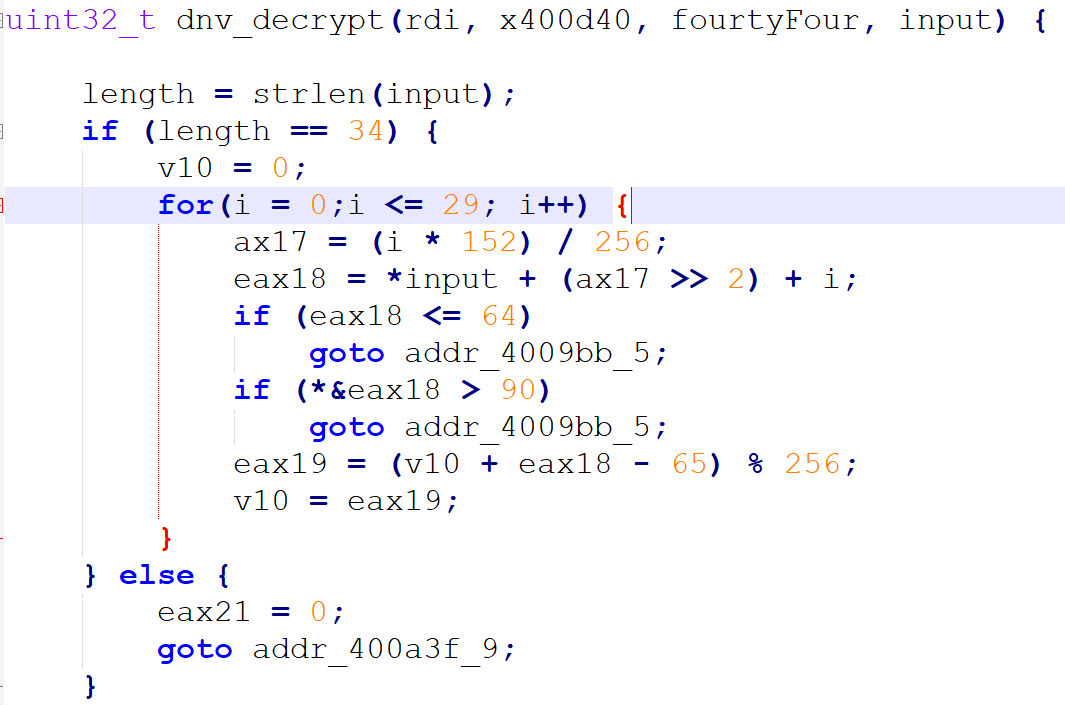 uint32_t dnv_decrypt(rdi, x400d40, fourtyFour, input) {
length = strlen(input);
if (length == 34) {
v10 = 0;
for(i = 0;i <= 29; i++) {
ax17 = (i * 152) / 256;
eax18 = *input + (ax17 >> 2) + i;
if (eax18 <= 64)
goto addr_4009bb_5;
if (*&eax18 > 90)
goto addr_4009bb_5;
eax19 = (v10 + eax18 - 65) % 256;
v10 = eax19;
}
} else {
eax21 = 0;
goto addr_400a3f_9;
}